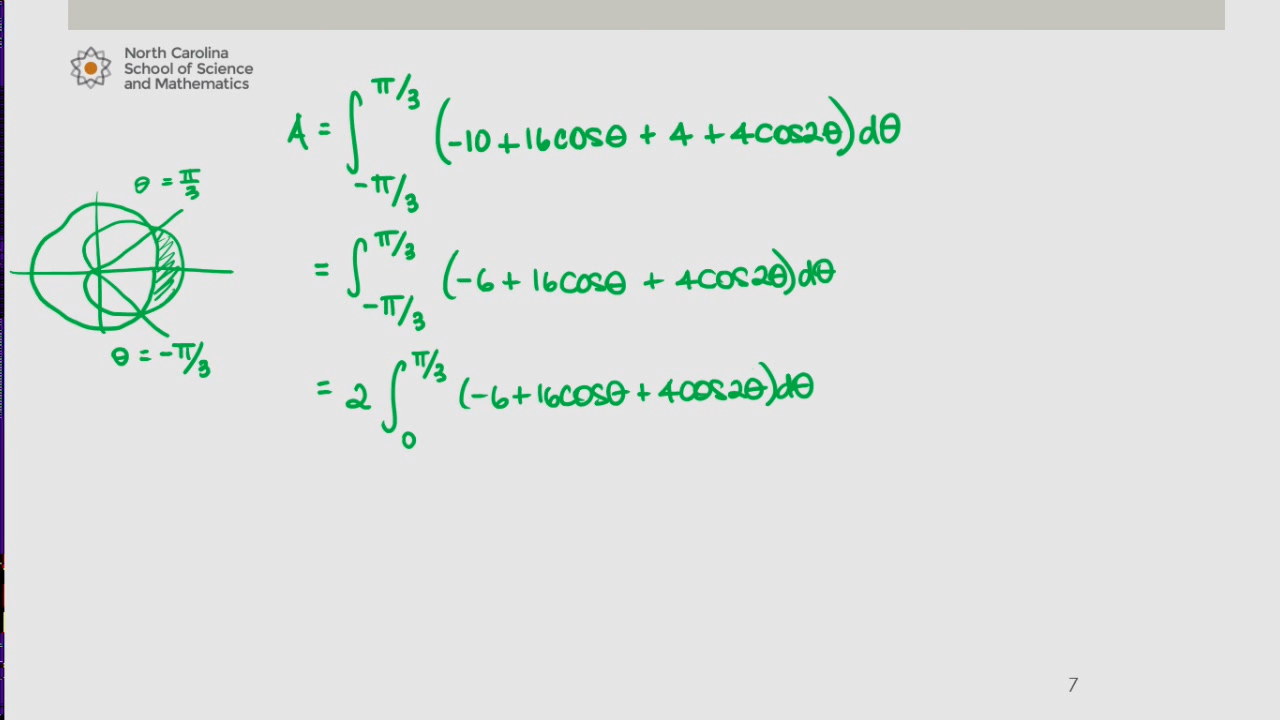 North Carolina
School of Science
and Mathematics
A = ∫_{-π/3}^{π/3} (-10 + 16cosθ + 4 + 4cos2θ)dθ
θ = π/3
= ∫_{-π/3}^{π/3} (-6 + 16cosθ + 4cos2θ)dθ
θ = -π/3
= 2 ∫_{0}^{π/3} (-6 + 16cosθ + 4cos2θ)dθ
7